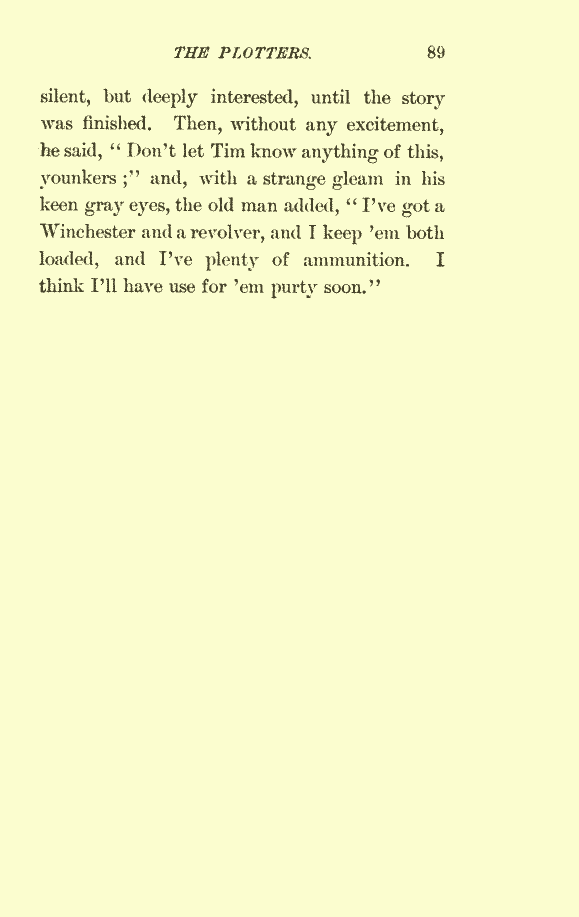 THE PLOTTERS. 89
silent, but deeply interested, until the story
was finished. Then, without any excitement,
he said, “ Don’t let Tim know anything of this,
younkers ;” and, with a strange gleam in his
keen gray eyes, the old man added, “ I’ve got a
Winchester and a revolver, and I keep ’em both
loaded, and I’ve plenty of ammunition. I
think I’ll have use for ’em purty soon.”